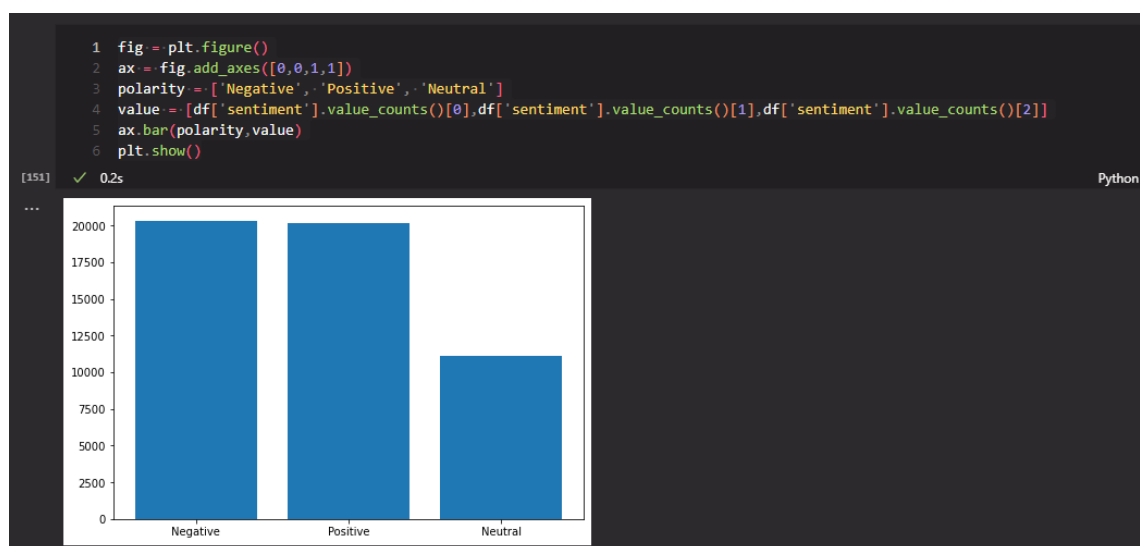 1 fig = plt.figure()
2 ax = fig.add_axes([0,0,1,1])
3 polarity = ['Negative', 'Positive', 'Neutral']
4 value = [df['sentiment'].value_counts()[0],df['sentiment'].value_counts()[1],df['sentiment'].value_counts()[2]]
5 ax.bar(polarity,value)
6 plt.show()
[151] ✓ 0.2s Python
...
20000
17500
15000
12500
10000
7500
5000
2500
0
Negative Positive Neutral